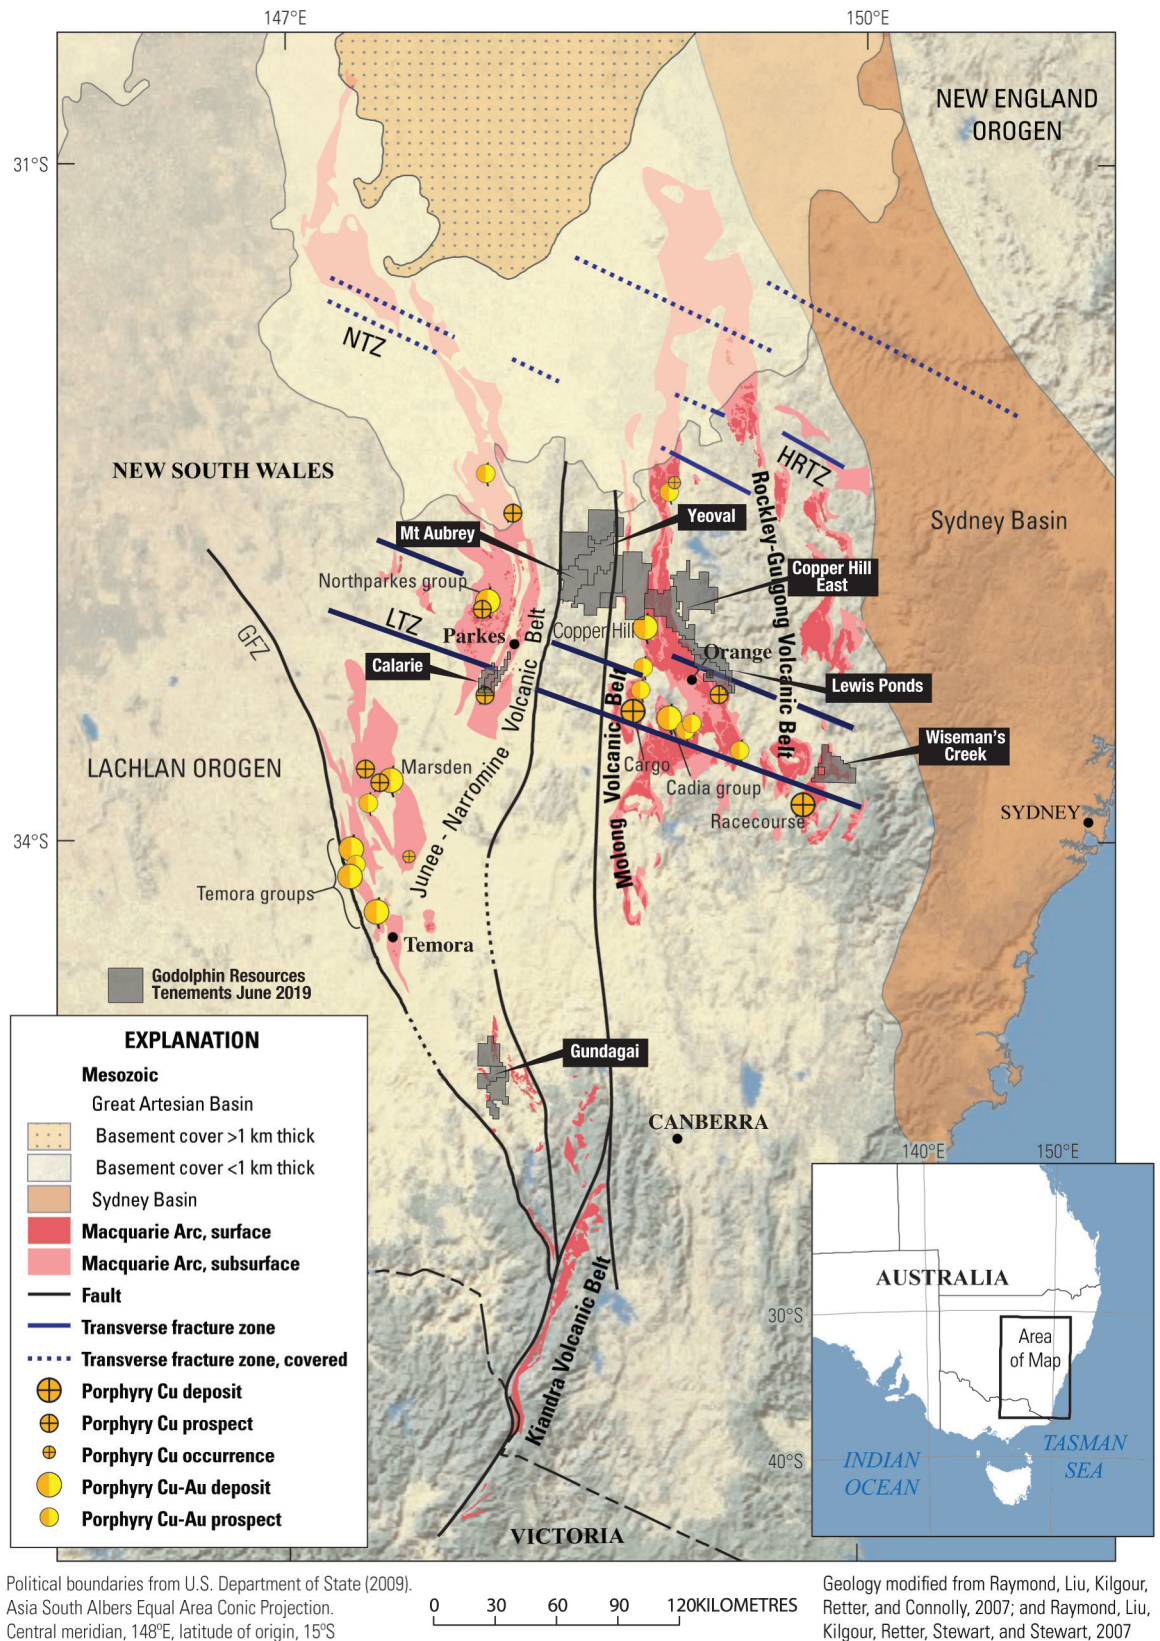 147°E
150°E
NEW ENGLAND
OROGEN
31°S
NTZ
HRTZ
NEW SOUTH WALES
Sydney Basin
Yeoval
Mt Aubrey
Rockley-Gulgong Volcanic Belt
Copper Hill
East
Northparkes group
GFZ
LTZ
Parkes
Copper Hill
Orange
Calarie
Lewis Ponds
Wiseman's
Creek
Junee - Narromine Volcanic Belt
Molong Volcanic Belt
LACHLAN OROGEN
Marsden
Cargo
Cadia group
Racecourse
SYDNEY
34°S
Temora groups
Temora
Godolphin Resources
Tenements June 2019
Gundagai
CANBERRA
Kiandra Volcanic Belt
VICTORIA
EXPLANATION
Mesozoic
Great Artesian Basin
Basement cover >1 km thick
Basement cover <1 km thick
Sydney Basin
Macquarie Arc, surface
Macquarie Arc, subsurface
Fault
Transverse fracture zone
Transverse fracture zone, covered
Porphyry Cu deposit
Porphyry Cu prospect
Porphyry Cu occurrence
Porphyry Cu-Au deposit
Porphyry Cu-Au prospect
140°E
150°E
AUSTRALIA
30°S
Area
of Map
40°S
INDIAN
OCEAN
TASMAN
SEA
Political boundaries from U.S. Department of State (2009).
Asia South Albers Equal Area Conic Projection.
Central meridian, 148°E, latitude of origin, 15°S
0 30 60 90 120KILOMETRES
Geology modified from Raymond, Liu, Kilgour,
Retter, and Connolly, 2007; and Raymond, Liu,
Kilgour, Retter, Stewart, and Stewart, 2007